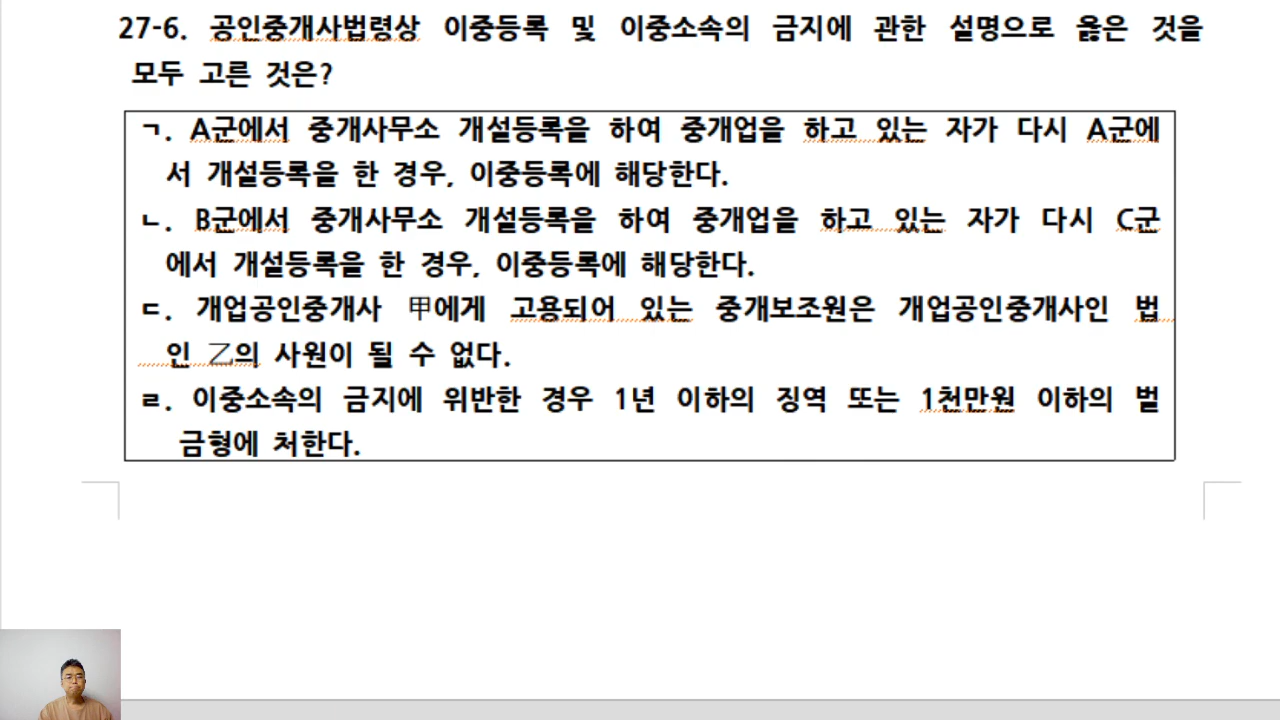 27-6. 공인중개사법령상 이중등록 및 이중소속의 금지에 관한 설명으로 옳은 것을
모두 고른 것은?
ㄱ. A군에서 중개사무소 개설등록을 하여 중개업을 하고 있는 자가 다시 A군에
서 개설등록을 한 경우, 이중등록에 해당한다.
ㄴ. B군에서 중개사무소 개설등록을 하여 중개업을 하고 있는 자가 다시 C군
에서 개설등록을 한 경우, 이중등록에 해당한다.
ㄷ. 개업공인중개사 甲에게 고용되어 있는 중개보조원은 개업공인중개사인 법
인 乙의 사원이 될 수 없다.
ㄹ. 이중소속의 금지에 위반한 경우 1년 이하의 징역 또는 1천만원 이하의 벌
금형에 처한다.